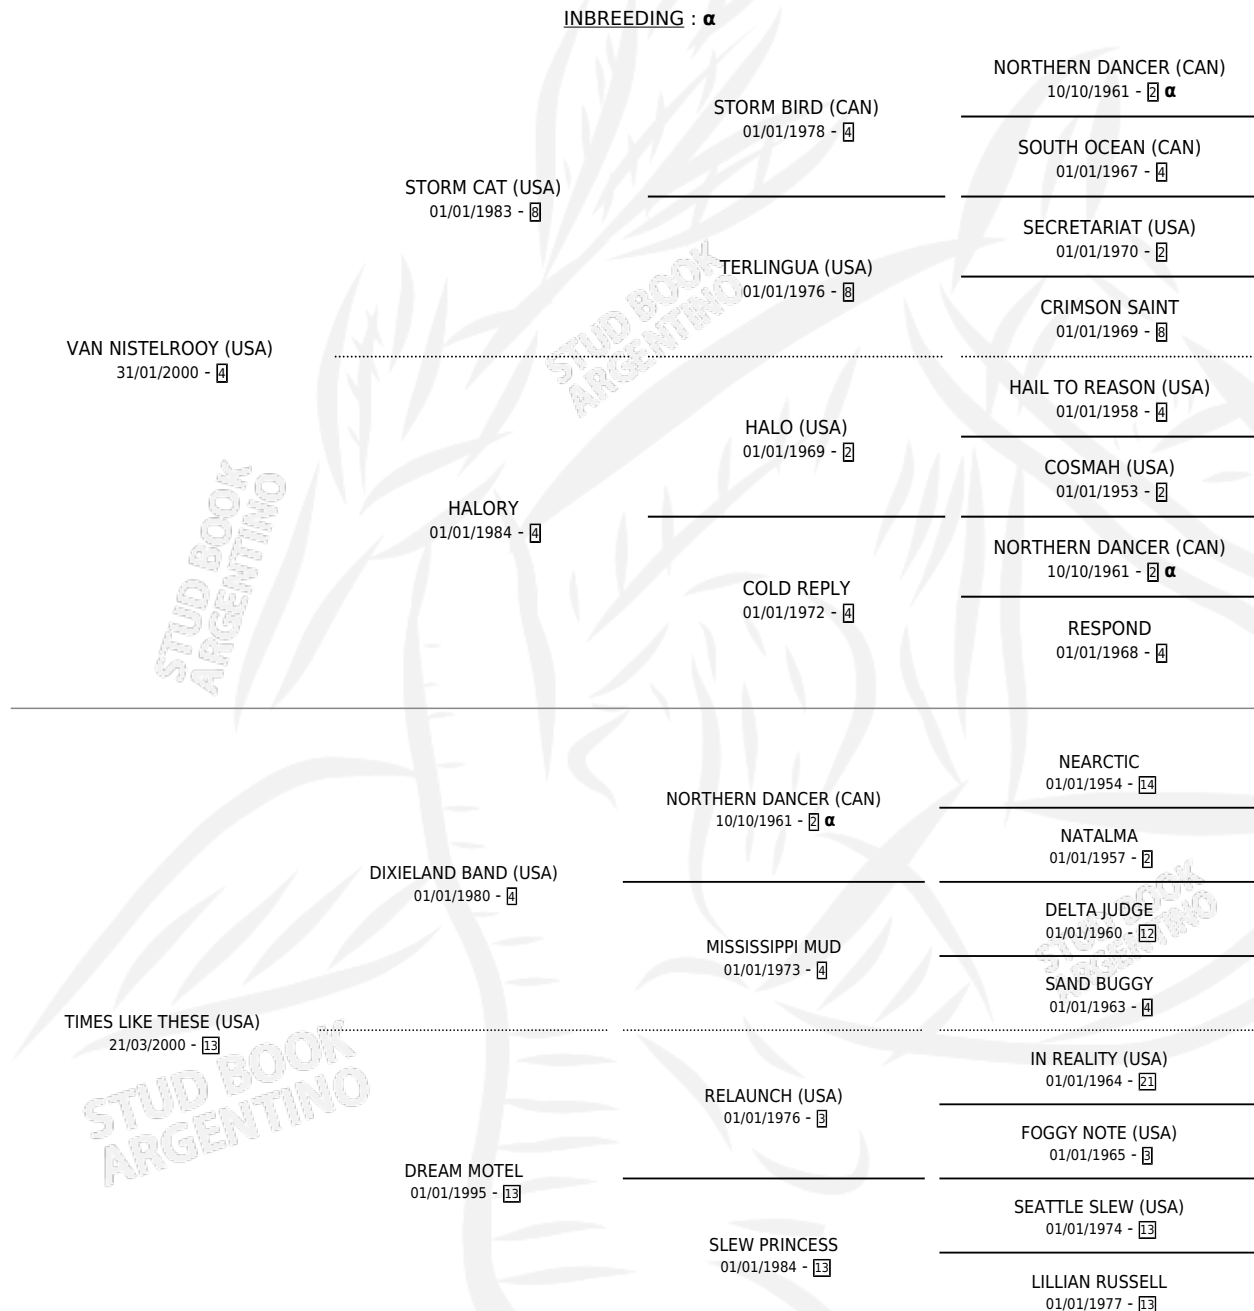 INBREEDING : α
NORTHERN DANCER (CAN)
10/10/1961 - 2 α
STORM BIRD (CAN)
01/01/1978 - 4
SOUTH OCEAN (CAN)
01/01/1967 - 4
STORM CAT (USA)
01/01/1983 - 8
SECRETARIAT (USA)
01/01/1970 - 2
TERLINGUA (USA)
01/01/1976 - 8
CRIMSON SAINT
01/01/1969 - 8
STUD BOOK
ARGENTINO
VAN NISTELROOY (USA)
31/01/2000 - 4
HAIL TO REASON (USA)
01/01/1958 - 4
HALO (USA)
01/01/1969 - 2
COSMAH (USA)
01/01/1953 - 2
HALORY
01/01/1984 - 4
NORTHERN DANCER (CAN)
10/10/1961 - 2 α
COLD REPLY
01/01/1972 - 4
RESPOND
01/01/1968 - 4
STUD BOOK
ARGENTINO
NEARCTIC
01/01/1954 - 14
NORTHERN DANCER (CAN)
10/10/1961 - 2 α
NATALMA
01/01/1957 - 2
DIXIELAND BAND (USA)
01/01/1980 - 4
DELTA JUDGE
01/01/1960 - 12
MISSISSIPPI MUD
01/01/1973 - 4
SAND BUGGY
01/01/1963 - 4
STUD BOOK
ARGENTINO
TIMES LIKE THESE (USA)
21/03/2000 - 13
IN REALITY (USA)
01/01/1964 - 21
RELAUNCH (USA)
01/01/1976 - 3
FOGGY NOTE (USA)
01/01/1965 - 3
STUD BOOK
ARGENTINO
DREAM MOTEL
01/01/1995 - 13
SEATTLE SLEW (USA)
01/01/1974 - 13
SLEW PRINCESS
01/01/1984 - 13
LILLIAN RUSSELL
01/01/1977 - 13